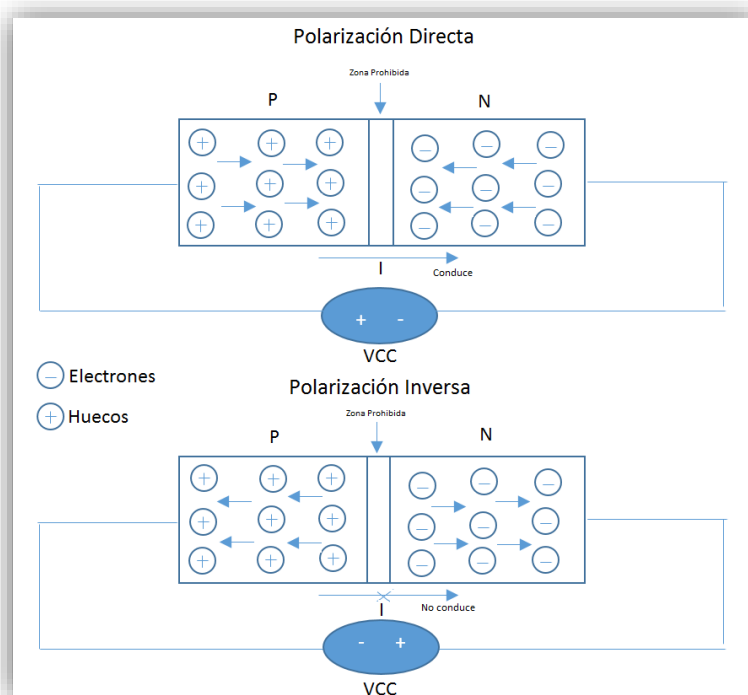 Polarización Directa
Zona Prohibida
P
N
I
Conduce
+ -
VCC
Electrones
Huecos
Polarización Inversa
Zona Prohibida
P
N
I
No conduce
- +
VCC